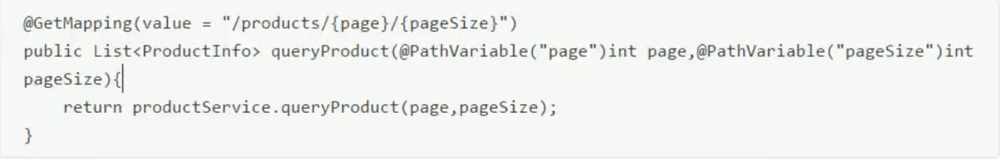 @GetMapping(value = "/products/{page}/{pageSize}")
public List<ProductInfo> queryProduct(@PathVariable("page")int page,@PathVariable("pageSize")int
pageSize){
    return productService.queryProduct(page,pageSize);
}